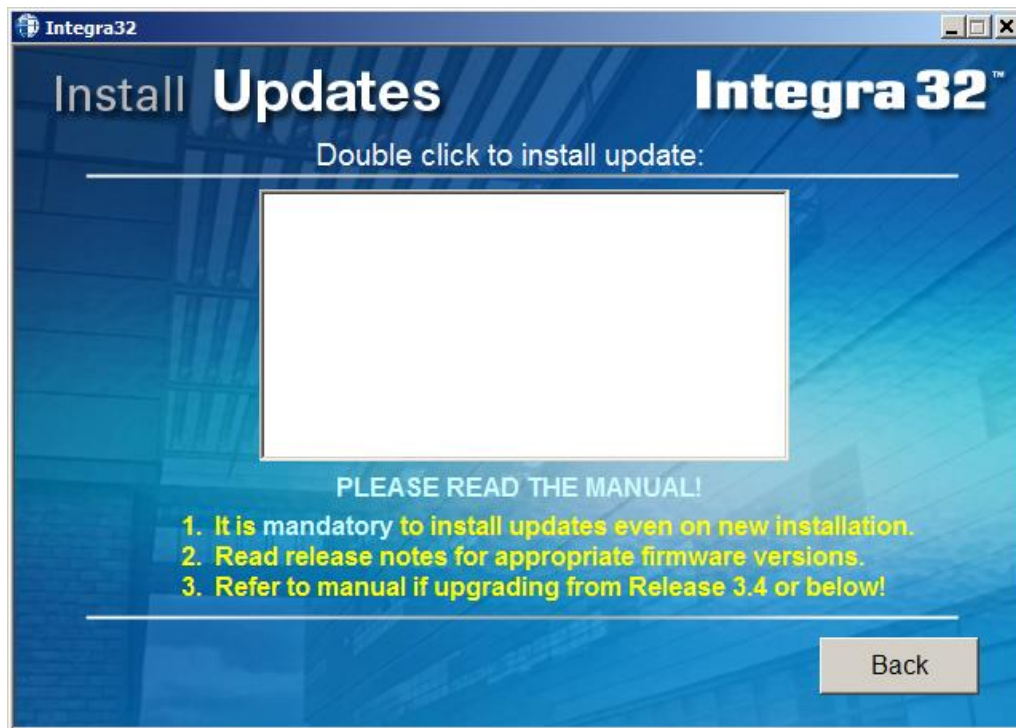 Integra32
Install Updates
Integra 32™
Double click to install update:
PLEASE READ THE MANUAL!
1. It is mandatory to install updates even on new installation.
2. Read release notes for appropriate firmware versions.
3. Refer to manual if upgrading from Release 3.4 or below!
Back